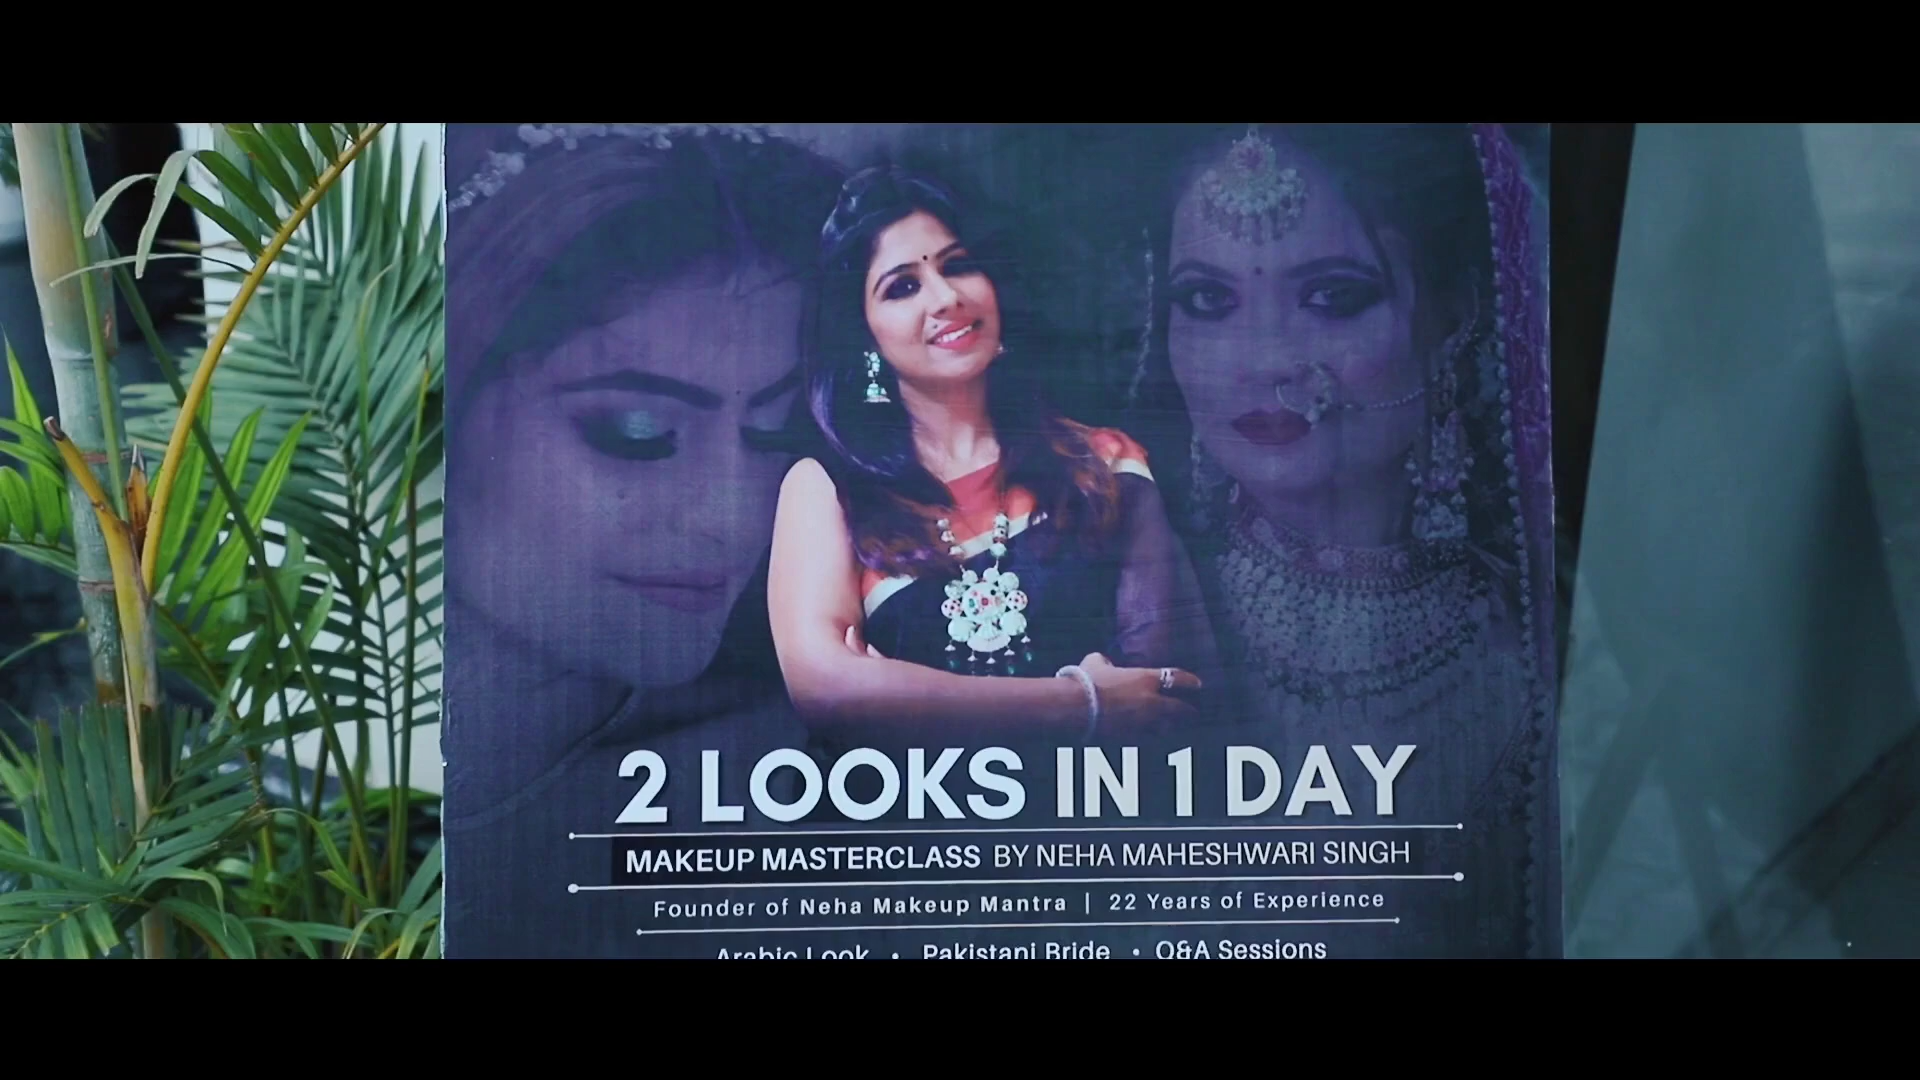 2 LOOKS IN 1 DAY
MAKEUP MASTERCLASS BY NEHA MAHESHWARI SINGH
Founder of Neha Makeup Mantra | 22 Years of Experience
Arabic Look • Pakistani Bride • Q&A Sessions